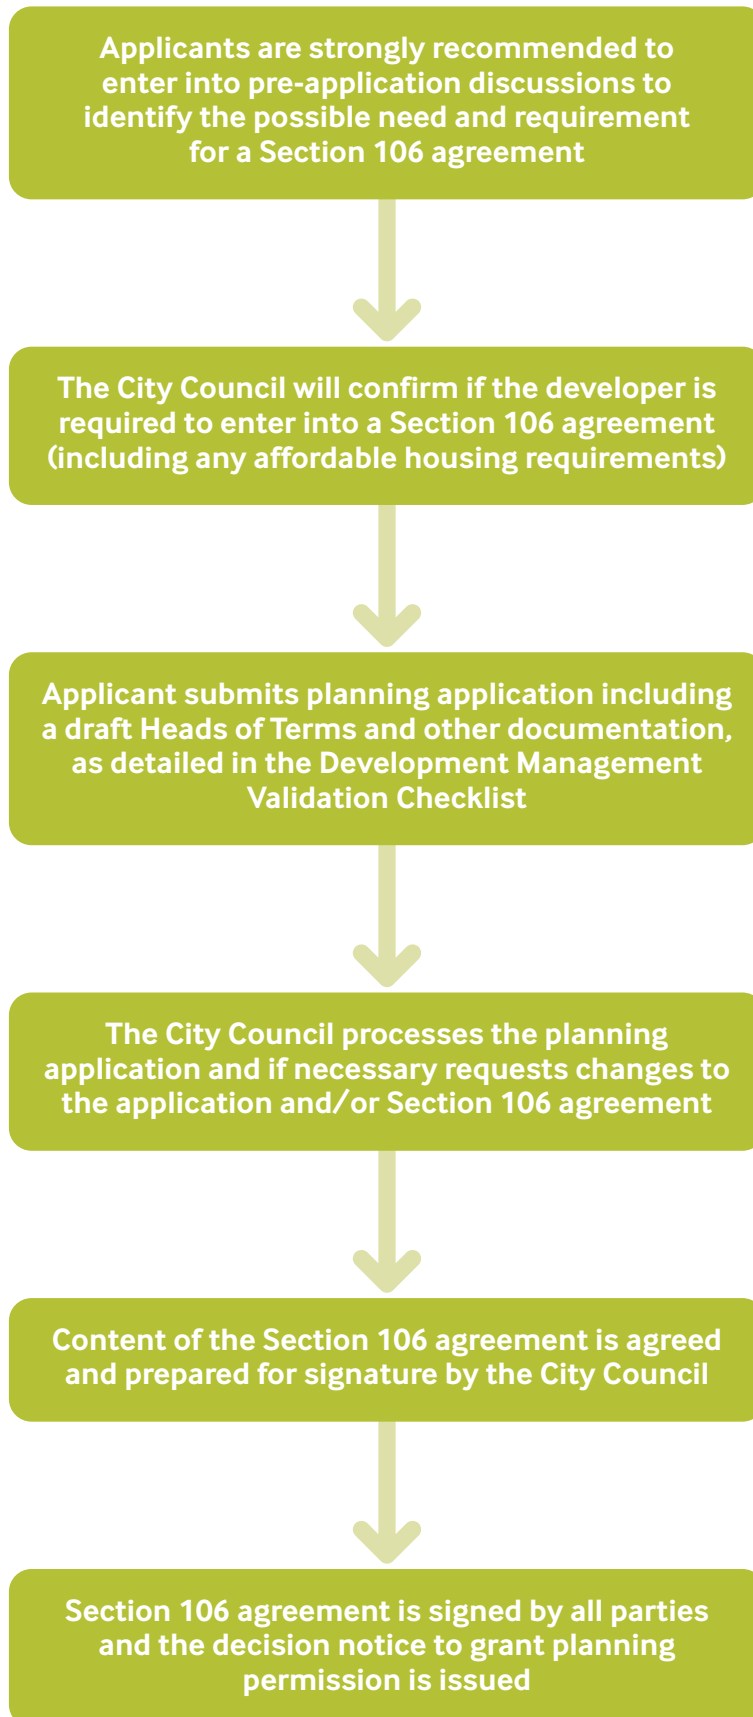 Applicants are strongly recommended to
enter into pre-application discussions to
identify the possible need and requirement
for a Section 106 agreement
The City Council will confirm if the developer is
required to enter into a Section 106 agreement
(including any affordable housing requirements)
Applicant submits planning application including
a draft Heads of Terms and other documentation,
as detailed in the Development Management
Validation Checklist
The City Council processes the planning
application and if necessary requests changes to
the application and/or Section 106 agreement
Content of the Section 106 agreement is agreed
and prepared for signature by the City Council
Section 106 agreement is signed by all parties
and the decision notice to grant planning
permission is issued